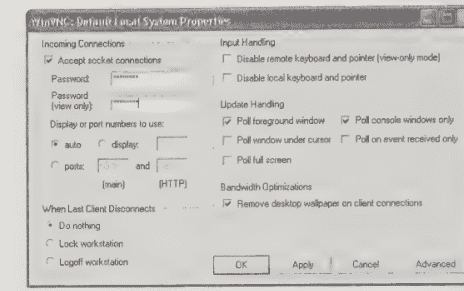 WinVNC: Default Local System Properties
Incoming Connections
Accept socket connections
Password:
Password
(view only):
Display or port numbers to use:
auto
display:
ports:
and
(main)
(HTTP)
When Last Client Disconnects
Do nothing
Lock workstation
Logoff workstation
Input Handling
Disable remote keyboard and pointer (view-only mode)
Disable local keyboard and pointer
Update Handling
Poll foreground window
Poll console windows only
Poll window under cursor
Poll on event received only
Poll full screen
Bandwidth Optimizations
Remove desktop wallpaper on client connections
OK
Apply
Cancel
Advanced